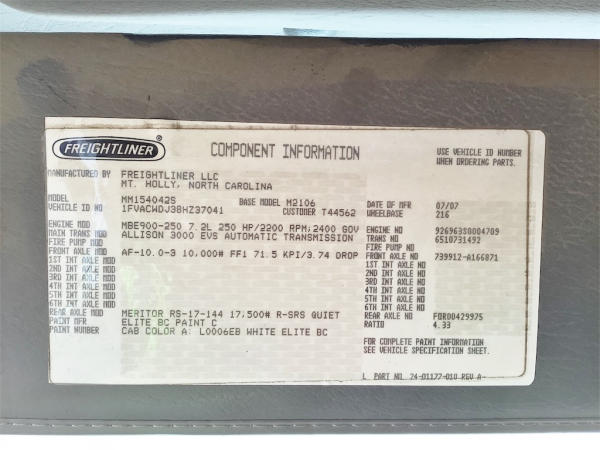 FREIGHTLINER
COMPONENT INFORMATION
USE VEHICLE ID NUMBER
WHEN ORDERING PARTS.
MANUFACTURED BY FREIGHTLINER LLC
MT. HOLLY, NORTH CAROLINA
MODEL MM154042S BASE MODEL M2106 DATE OF MFR 07/07
VEHICLE ID NO 1FVACWDJ38HZ37041 CUSTOMER T44562 WHEELBASE 216
ENGINE MOD MBE900-250 7.2L 250 HP/2200 RPM;2400 GOV ENGINE NO 926963S0004709
MAIN TRANS MOD ALLISON 3000 EVS AUTOMATIC TRANSMISSION TRANS NO 6510731492
FIRE PUMP MOD FIRE PUMP NO
FRONT AXLE MOD AF-10.0-3 10,000# FF1 71.5 KPI/3.74 DROP FRONT AXLE NO 739912-A166871
1ST INT AXLE MOD 1ST INT AXLE NO
2ND INT AXLE MOD 2ND INT AXLE NO
3RD INT AXLE MOD 3RD INT AXLE NO
4TH INT AXLE MOD 4TH INT AXLE NO
5TH INT AXLE MOD 5TH INT AXLE NO
6TH INT AXLE MOD 6TH INT AXLE NO
REAR AXLE MOD MERITOR RS-17-144 17,500# R-SRS QUIET REAR AXLE NO FDR00429975
PAINT MFR ELITE BC PAINT C RATIO 4.33
PAINT NUMBER CAB COLOR A: L0006EB WHITE ELITE BC
FOR COMPLETE PAINT INFORMATION
SEE VEHICLE SPECIFICATION SHEET.
PART NO. 24-01177-010 REV A-